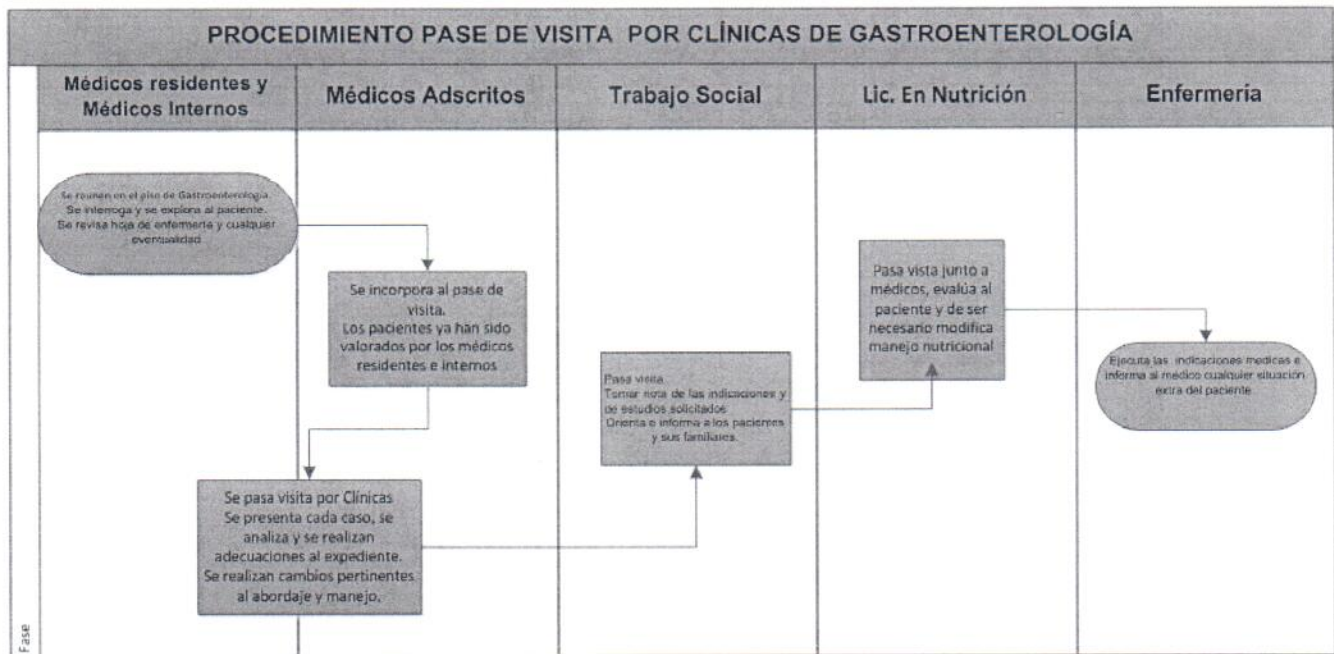 PROCEDIMIENTO PASE DE VISITA POR CLÍNICAS DE GASTROENTEROLOGÍA
Médicos residentes y
Médicos Internos
Médicos Adscritos
Trabajo Social
Lic. En Nutrición
Enfermería
Se reunen en el piso de Gastroenterología.
Se interroga y se explora al paciente.
Se revisa hoja de enfermería y cualquier
eventualidad
Se incorpora al pase de
visita.
Los pacientes ya han sido
valorados por los médicos
residentes e internos
Se pasa visita por Clínicas
Se presenta cada caso, se
analiza y se realizan
adecuaciones al expediente.
Se realizan cambios pertinentes
al abordaje y manejo.
Pasa visita
Tomar nota de las indicaciones y
de estudios solicitados
Orienta e informa a los pacientes
y sus familiares.
Pasa vista junto a
médicos, evalúa al
paciente y de ser
necesario modifica
manejo nutricional
Ejecuta las indicaciones medicas e
informa al medico cualquier situación
extra del paciente
Fase